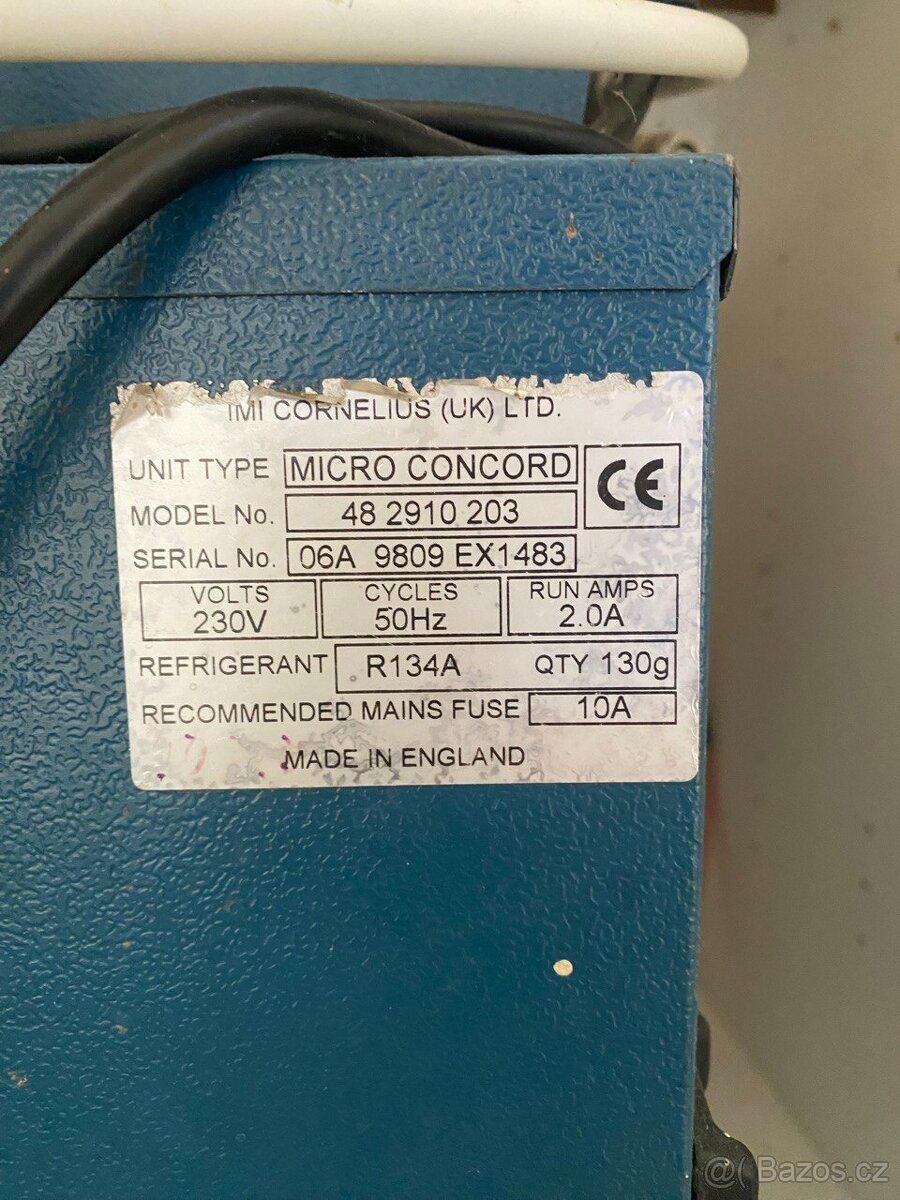 IMI CORNELIUS (UK) LTD.
UNIT TYPE MICRO CONCORD CE
MODEL No. 48 2910 203
SERIAL No. 06A 9809 EX1483
VOLTS CYCLES RUN AMPS
230V 50Hz 2.0A
REFRIGERANT R134A QTY 130g
RECOMMENDED MAINS FUSE 10A
MADE IN ENGLAND
@ Bazos.cz